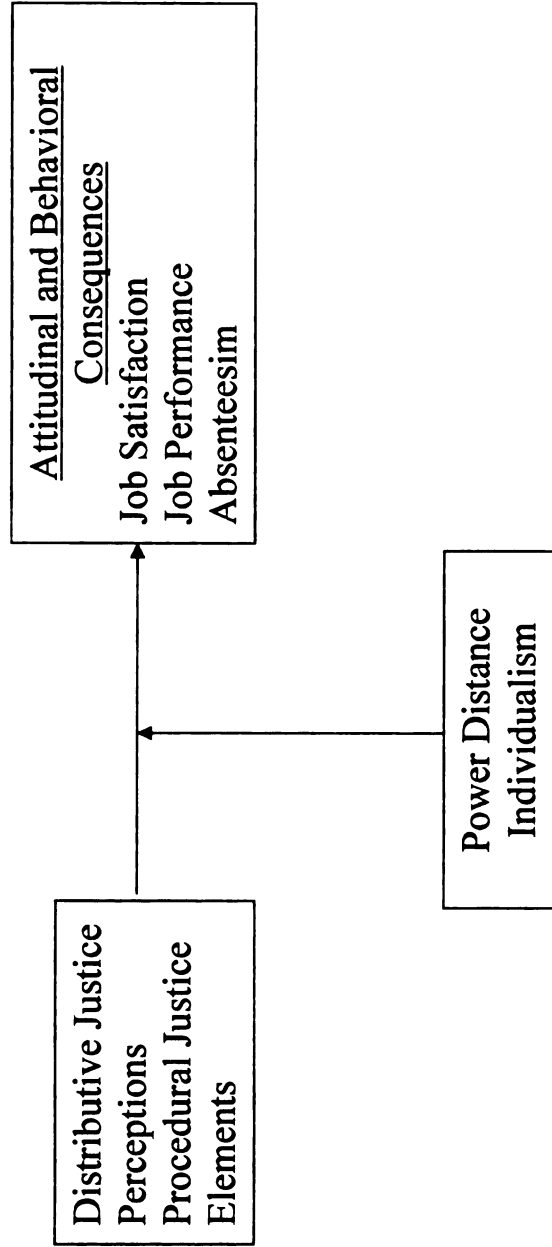 Distributive Justice
Perceptions
Procedural Justice
Elements
Attitudinal and Behavioral
Consequences
Job Satisfaction
Job Performance
Absenteesim
Power Distance
Individualism